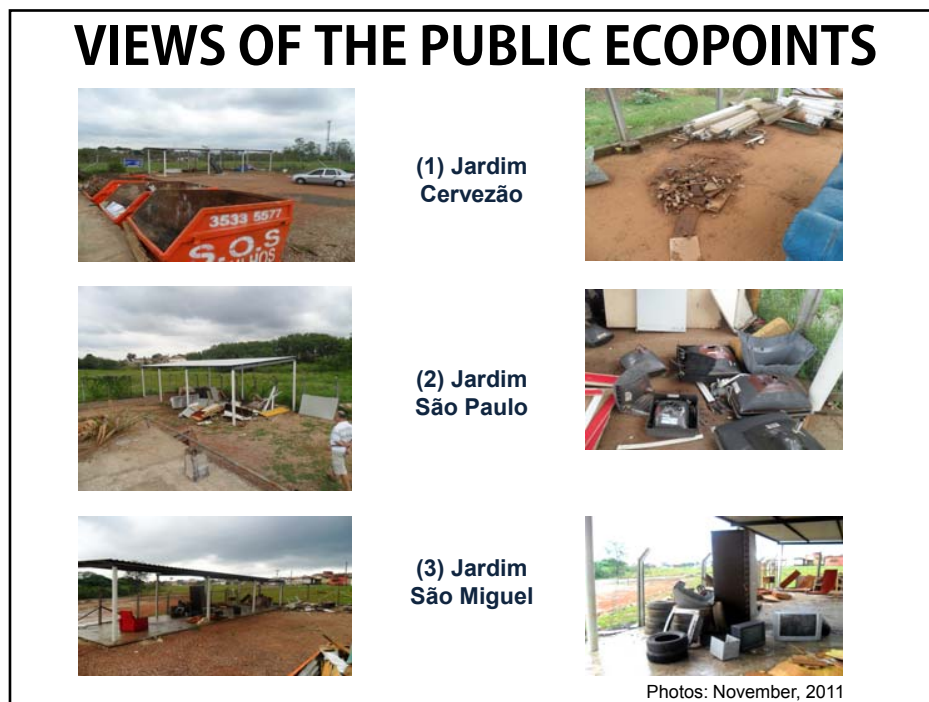 VIEWS OF THE PUBLIC ECOPOINTS
3533 5577
S.O.S
(1) Jardim
Cervezão
(2) Jardim
São Paulo
(3) Jardim
São Miguel
Photos: November, 2011